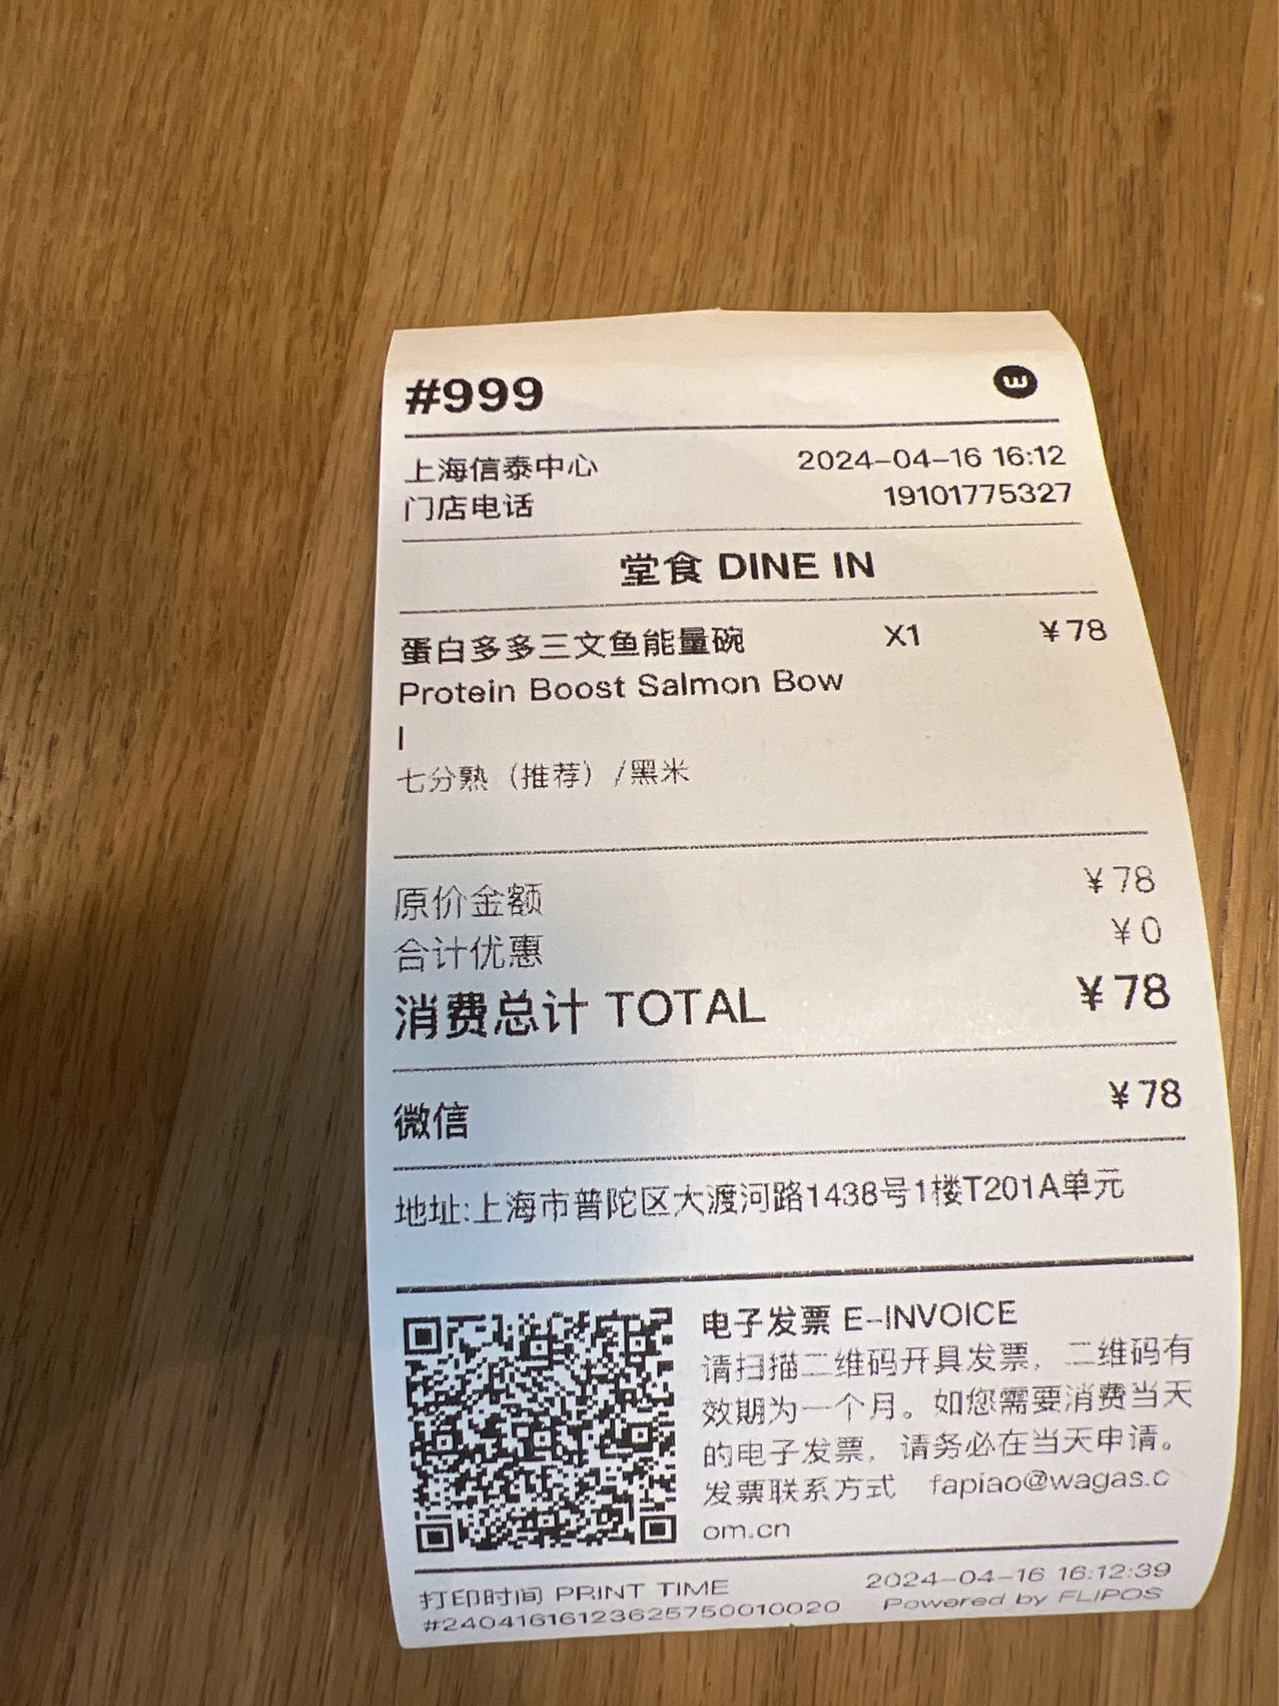 #999
上海信泰中心 2024-04-16 16:12
门店电话 19101775327
堂食 DINE IN
蛋白多多三文鱼能量碗 X1 ¥78
Protein Boost Salmon Bow
l
七分熟（推荐）/黑米
原价金额 ¥78
合计优惠 ¥0
消费总计 TOTAL ¥78
微信 ¥78
地址:上海市普陀区大渡河路1438号1楼T201A单元
电子发票 E-INVOICE
请扫描二维码开具发票，二维码有
效期为一个月。如您需要消费当天
的电子发票，请务必在当天申请。
发票联系方式 fapiao@wagas.c
om.cn
打印时间 PRINT TIME 2024-04-16 16:12:39
#24041616123625750010020 Powered by FLIPOS